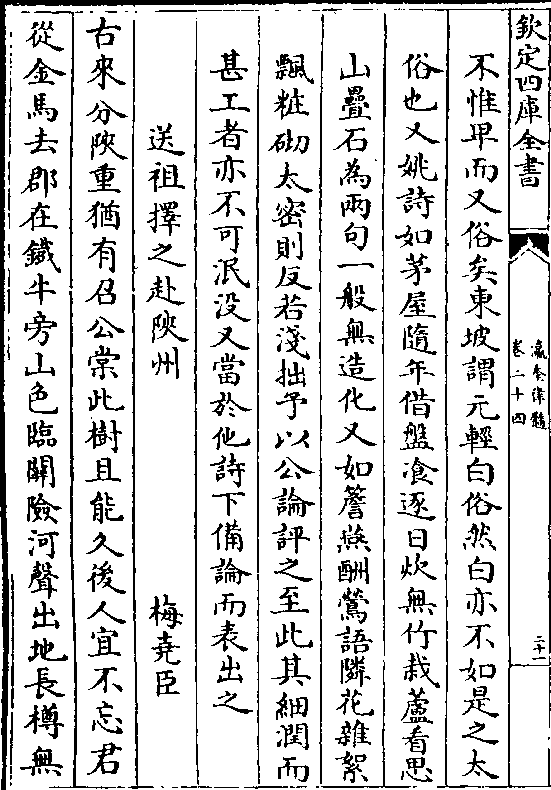 欽定四庫全書
瀛奎律髓
卷二十四
二十一
不惟卑而又俗矣東坡謂元輕白俗然白亦不如是之太
俗也又姚詩如茅屋隨年借盤飡逐日炊無竹栽蘆看思
山疊石為兩句一般無造化又如簷燕酬鶯語隣花雜絮
飄粧砌太密則反若淺拙予以公論評之至此其細潤而
甚工者亦不可泯没又當於他詩下備論而表出之
送祖擇之赴陜州
梅堯臣
古來分陜重猶有召公棠此樹且能久後人宜不忘君
從金馬去郡在鐵牛旁山色臨關險河聲出地長樽無